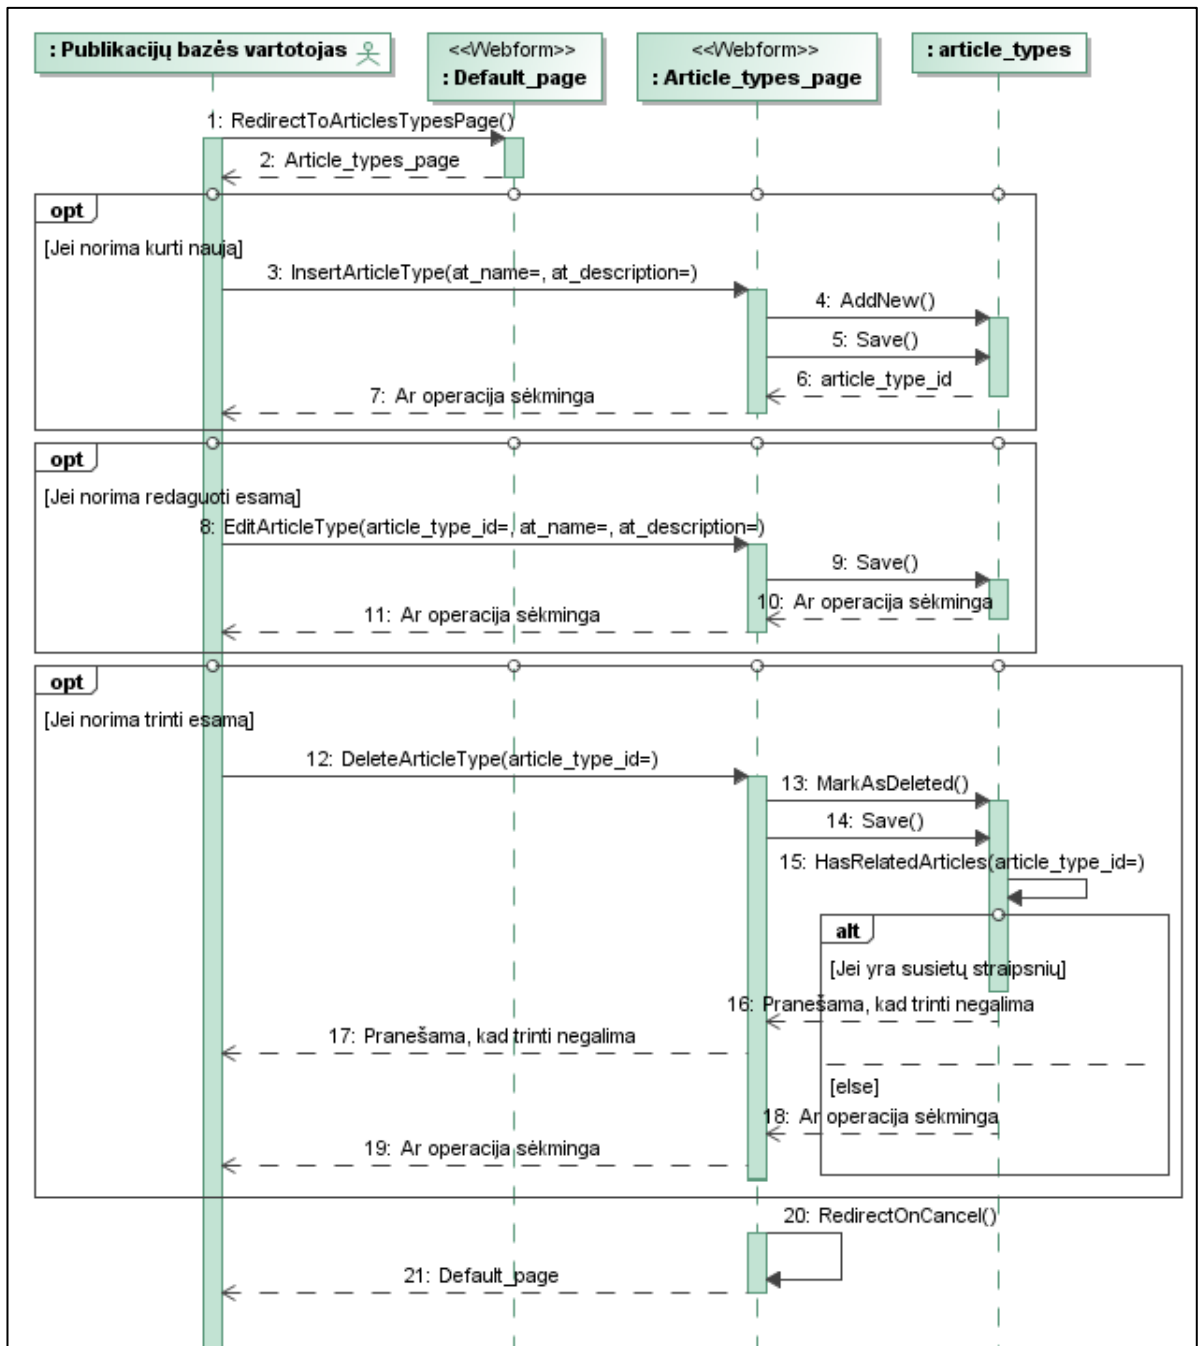 : Publikacijų bazės vartotojas
<<Webform>>
: Default_page
<<Webform>>
: Article_types_page
: article_types
1: RedirectToArticlesTypesPage()
2: Article_types_page
opt
[Jei norima kurti naują]
3: InsertArticleType(at_name=, at_description=)
4: AddNew()
5: Save()
6: article_type_id
7: Ar operacija sėkminga
opt
[Jei norima redaguoti esamą]
8: EditArticleType(article_type_id=, at_name=, at_description=)
9: Save()
10: Ar operacija sėkminga
11: Ar operacija sėkminga
opt
[Jei norima trinti esamą]
12: DeleteArticleType(article_type_id=)
13: MarkAsDeleted()
14: Save()
15: HasRelatedArticles(article_type_id=)
alt
[Jei yra susietų straipsnių]
16: Pranešama, kad trinti negalima
17: Pranešama, kad trinti negalima
[else]
18: Ar operacija sėkminga
19: Ar operacija sėkminga
20: RedirectOnCancel()
21: Default_page